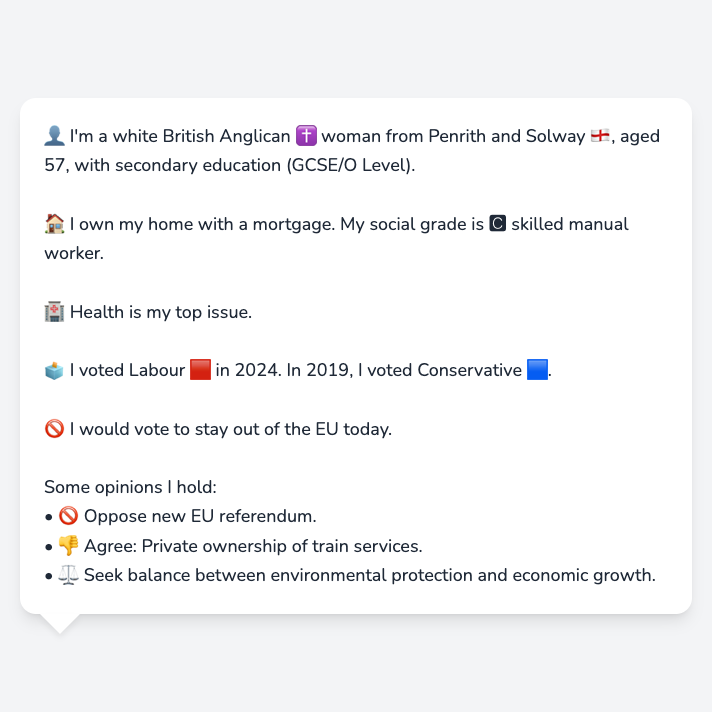 👤 I'm a white British Anglican ✝️ woman from Penrith and Solway 🏴󠁧󠁢󠁥󠁮󠁧󠁿, aged
57, with secondary education (GCSE/O Level).
🏠 I own my home with a mortgage. My social grade is 🅲 skilled manual
worker.
🏥 Health is my top issue.
🗳️ I voted Labour 🟥 in 2024. In 2019, I voted Conservative 🟦.
🚫 I would vote to stay out of the EU today.
Some opinions I hold:
• 🚫 Oppose new EU referendum.
• 👎 Agree: Private ownership of train services.
• ⚖️ Seek balance between environmental protection and economic growth.